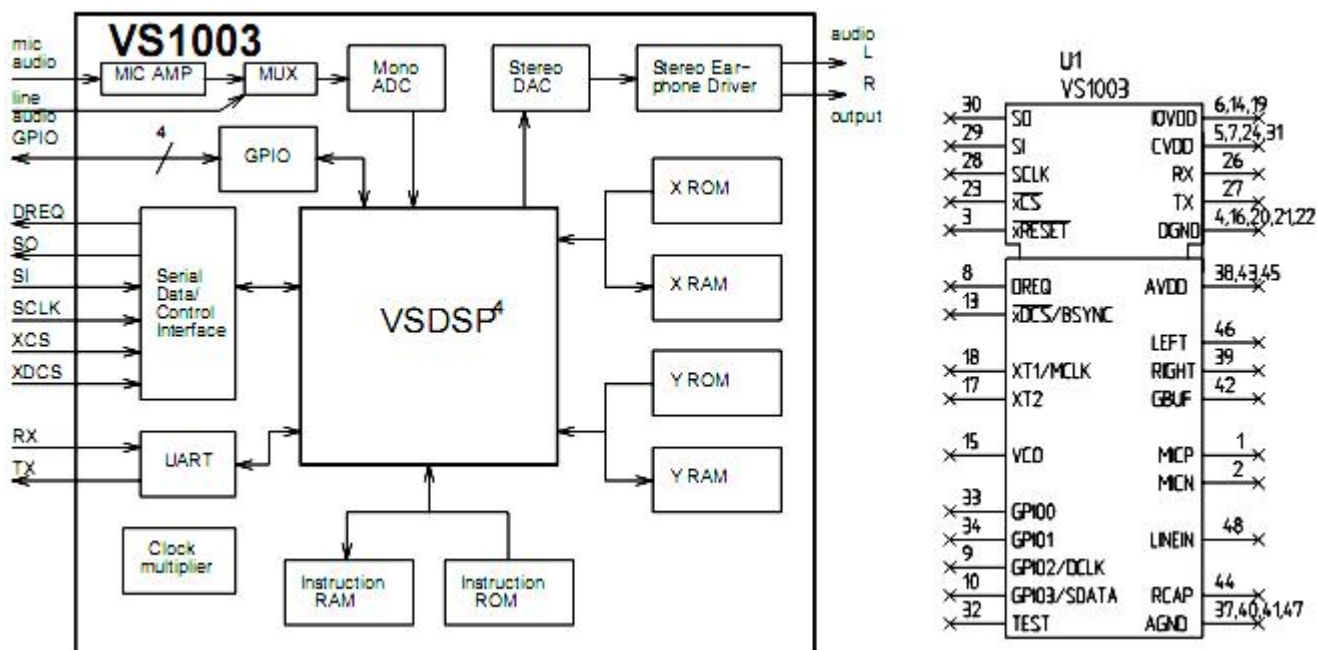 VS1003
mic
audio
MIC AMP
MUX
Mono
ADC
Stereo
DAC
Stereo Ear-
phone Driver
audio
L
R
output
line
audio
GPIO
4
GPIO
X ROM
DREQ
SO
SI
SCLK
XCS
XDCS
Serial
Data/
Control
Interface
VSDSP4
X RAM
Y ROM
Y RAM
RX
TX
UART
Clock
multiplier
Instruction
RAM
Instruction
ROM
U1
VS1003
30 SO IOVDD 6,14,19
29 SI CVDD 5,7,24,31
28 SCLK RX 26
23 xCS TX 27
3 xRESET DGND 4,16,20,21,22
8 DREQ AVDD 38,43,45
13 xDCS/BSYNC
LEFT 46
18 XT1/MCLK RIGHT 39
17 XT2 GBUF 42
15 VCO MICP 1
MICN 2
33 GPIO0
34 GPIO1 LINEIN 48
9 GPIO2/DCLK
10 GPIO3/SDATA RCAP 44
32 TEST AGND 37,40,41,47